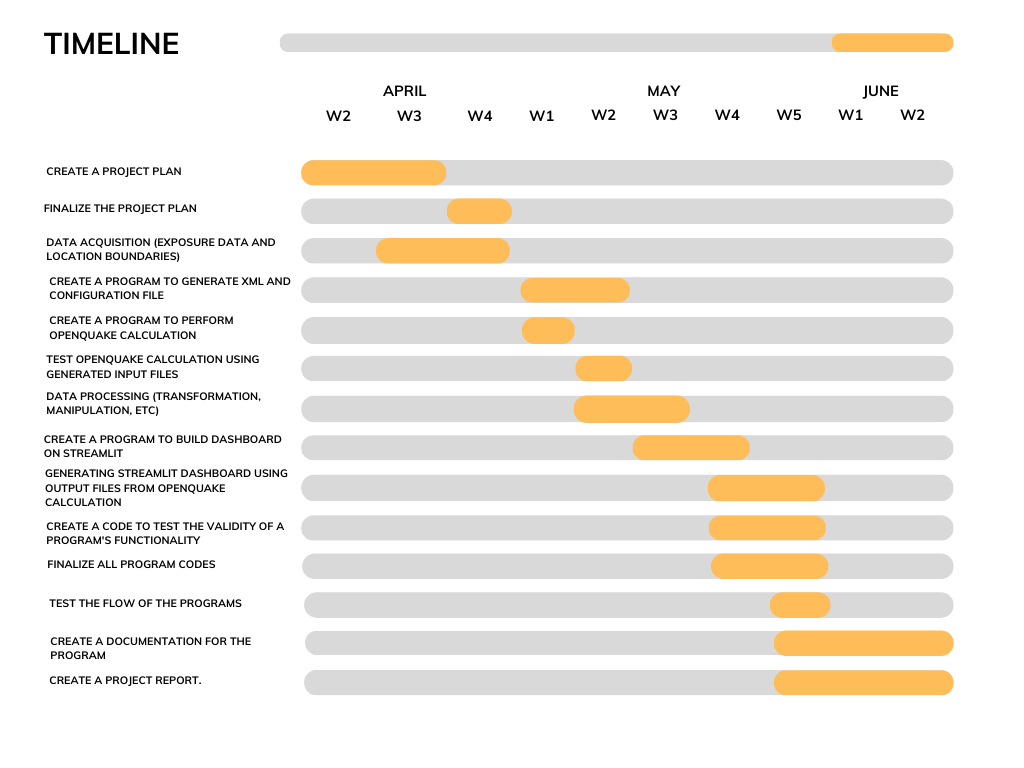 TIMELINE
APRIL MAY JUNE
W2 W3 W4 W1 W2 W3 W4 W5 W1 W2
CREATE A PROJECT PLAN
FINALIZE THE PROJECT PLAN
DATA ACQUISITION (EXPOSURE DATA AND
LOCATION BOUNDARIES)
CREATE A PROGRAM TO GENERATE XML AND
CONFIGURATION FILE
CREATE A PROGRAM TO PERFORM
OPENQUAKE CALCULATION
TEST OPENQUAKE CALCULATION USING
GENERATED INPUT FILES
DATA PROCESSING (TRANSFORMATION,
MANIPULATION, ETC)
CREATE A PROGRAM TO BUILD DASHBOARD
ON STREAMLIT
GENERATING STREAMLIT DASHBOARD USING
OUTPUT FILES FROM OPENQUAKE
CALCULATION
CREATE A CODE TO TEST THE VALIDITY OF A
PROGRAM'S FUNCTIONALITY
FINALIZE ALL PROGRAM CODES
TEST THE FLOW OF THE PROGRAMS
CREATE A DOCUMENTATION FOR THE
PROGRAM
CREATE A PROJECT REPORT.